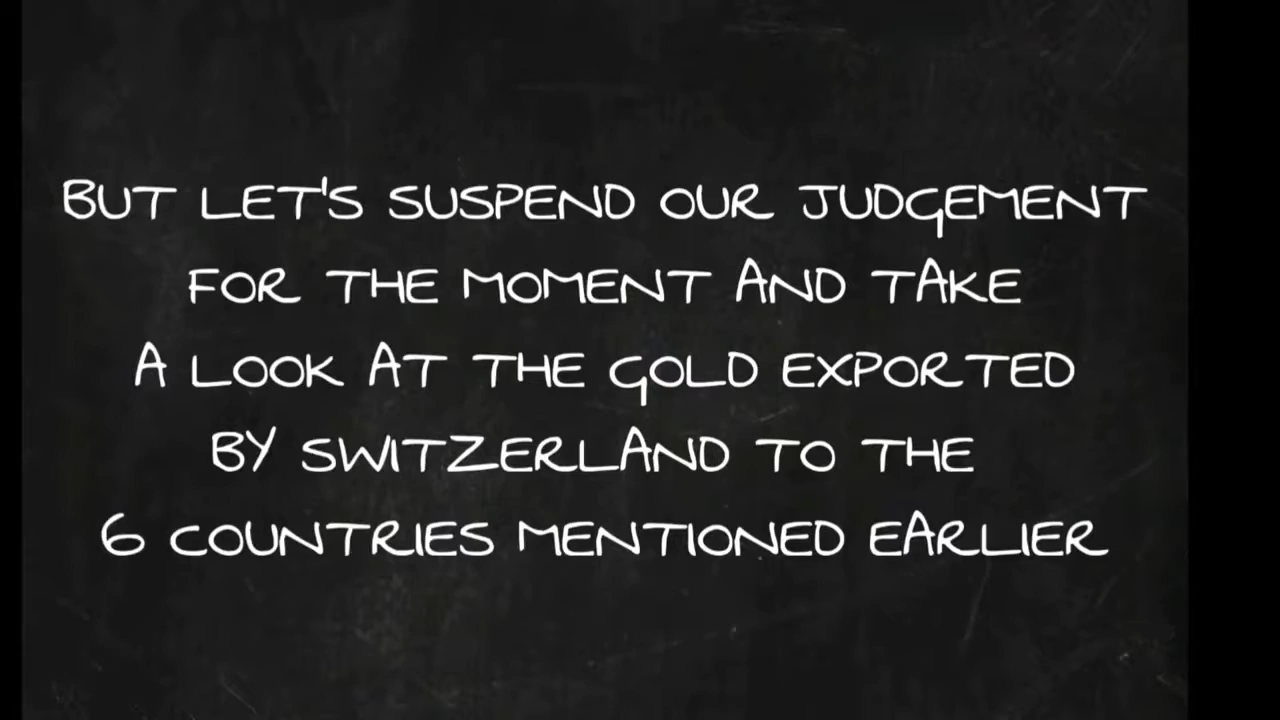 BUT LET'S SUSPEND OUR JUDGEMENT
FOR THE MOMENT AND TAKE
A LOOK AT THE GOLD EXPORTED
BY SWITZERLAND TO THE
6 COUNTRIES MENTIONED EARLIER